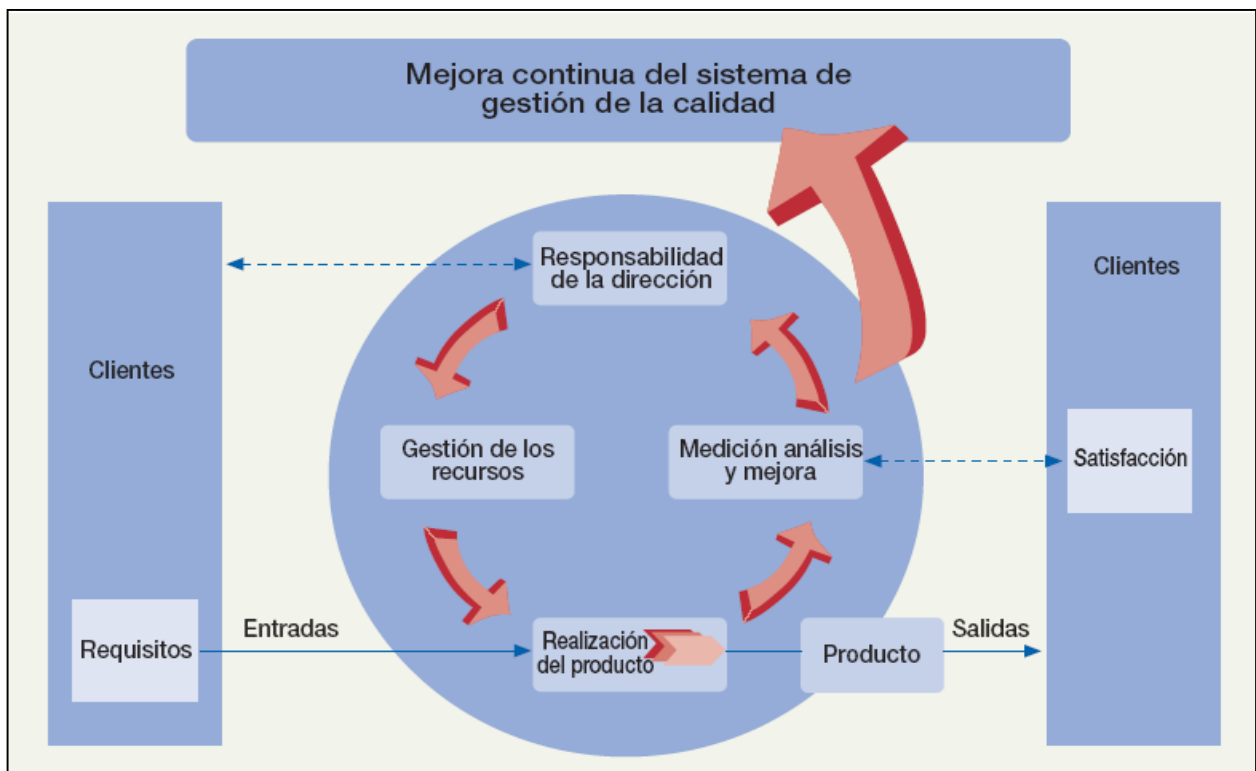 Mejora continua del sistema de
gestión de la calidad
Responsabilidad
de la dirección
Clientes
Clientes
Gestión de los
recursos
Medición análisis
y mejora
Satisfacción
Requisitos
Entradas
Realización
del producto
Producto
Salidas